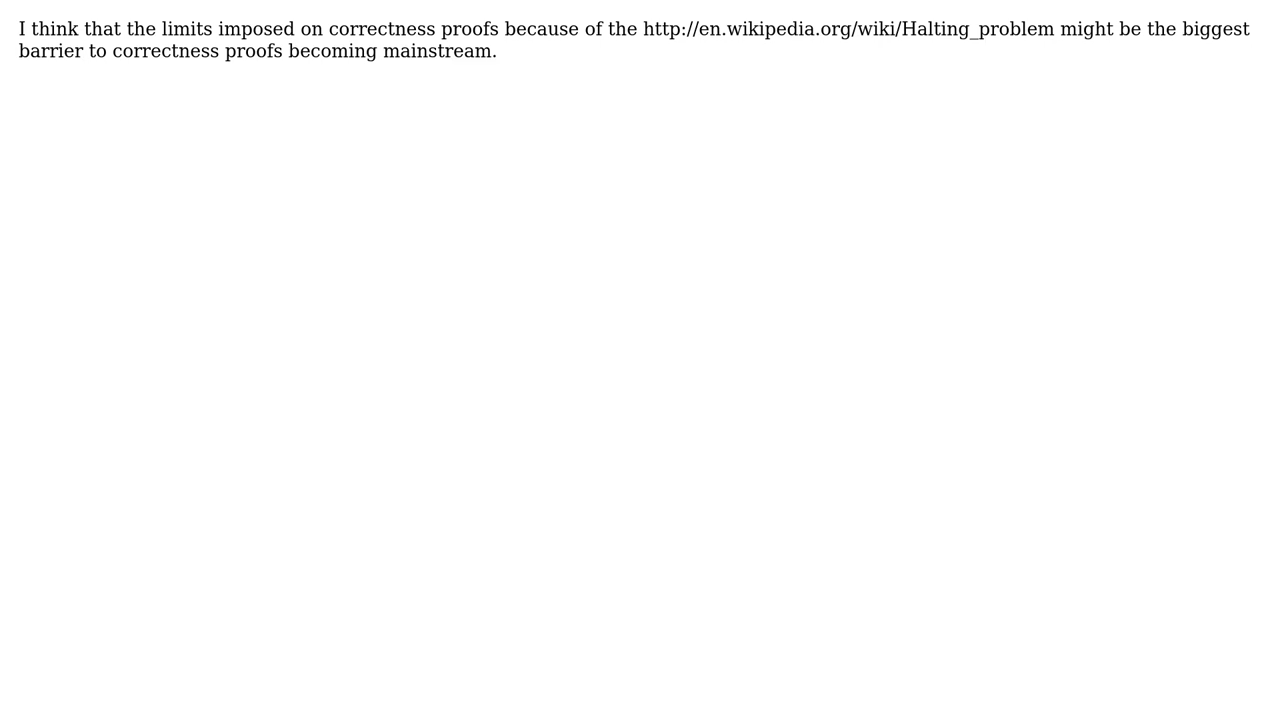 I think that the limits imposed on correctness proofs because of the http://en.wikipedia.org/wiki/Halting_problem might be the biggest
barrier to correctness proofs becoming mainstream.